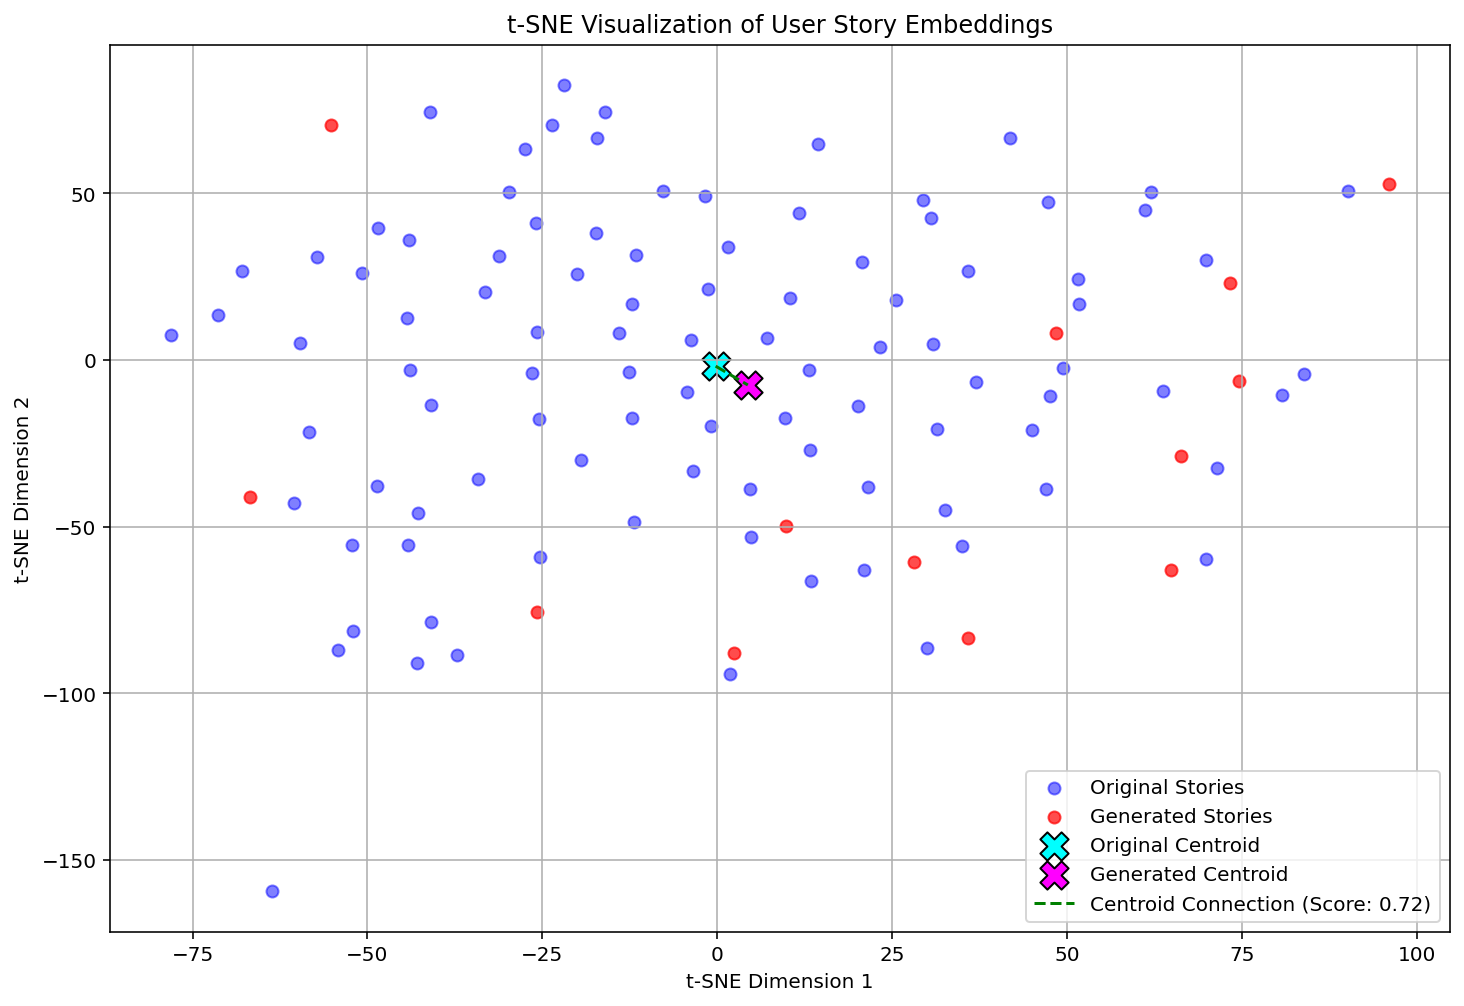 t-SNE Visualization of User Story Embeddings
t-SNE Dimension 2
50
0
−50
−100
−150
Original Stories
Generated Stories
Original Centroid
Generated Centroid
Centroid Connection (Score: 0.72)
−75
−50
−25
0
25
50
75
100
t-SNE Dimension 1